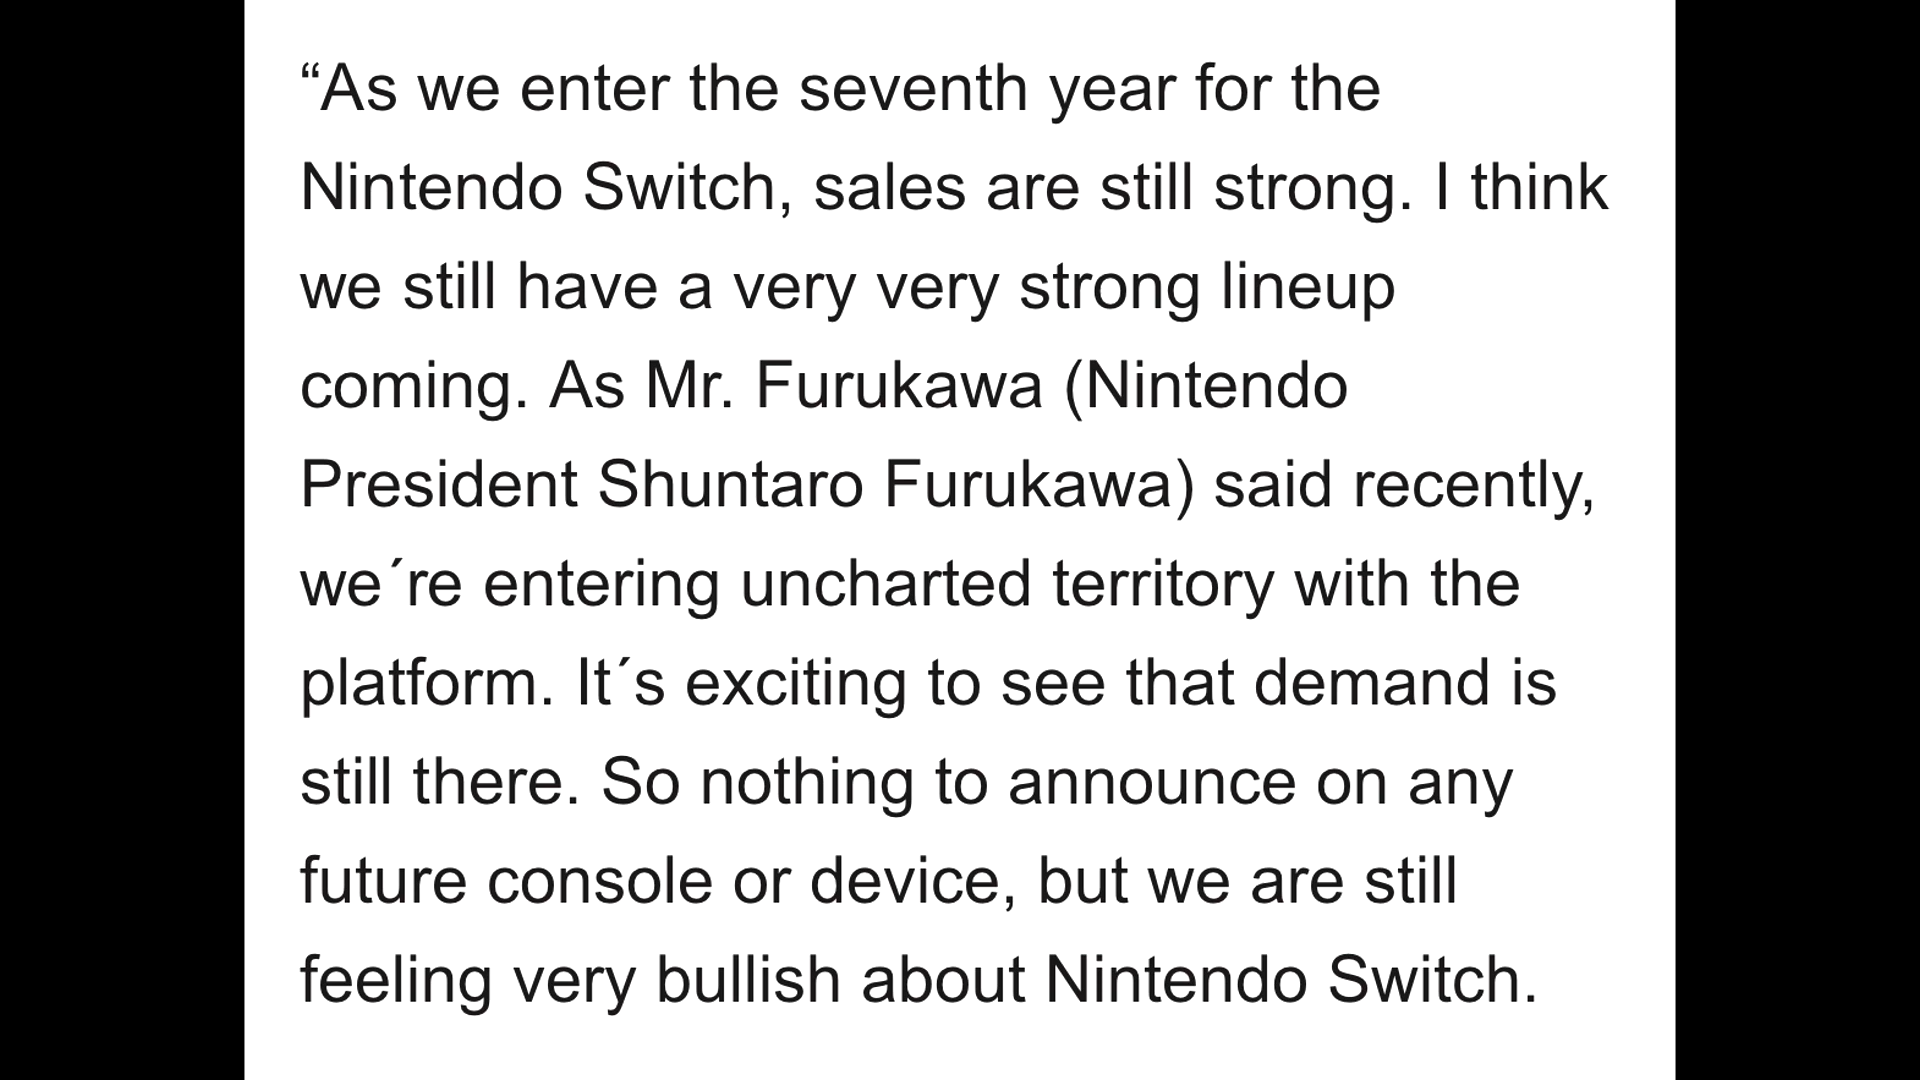 “As we enter the seventh year for the
Nintendo Switch, sales are still strong. I think
we still have a very very strong lineup
coming. As Mr. Furukawa (Nintendo
President Shuntaro Furukawa) said recently,
we´re entering uncharted territory with the
platform. It´s exciting to see that demand is
still there. So nothing to announce on any
future console or device, but we are still
feeling very bullish about Nintendo Switch.